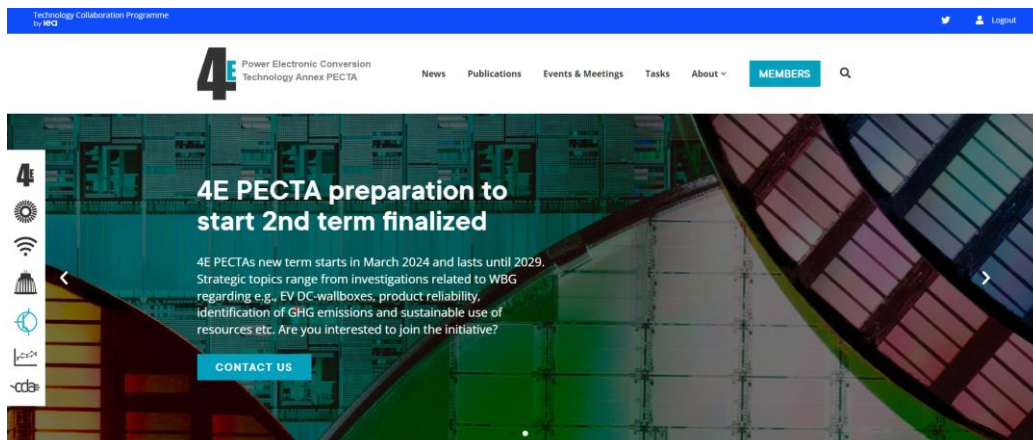 Technology Collaboration Programme
by iea
Logout
4E
Power Electronic Conversion
Technology Annex PECTA
News
Publications
Events & Meetings
Tasks
About
MEMBERS
4E
4E PECTA preparation to
start 2nd term finalized
4E PECTAs new term starts in March 2024 and lasts until 2029.
Strategic topics range from investigations related to WBG
regarding e.g., EV DC-wallboxes, product reliability,
identification of GHG emissions and sustainable use of
resources etc. Are you interested to join the initiative?
CONTACT US
cda